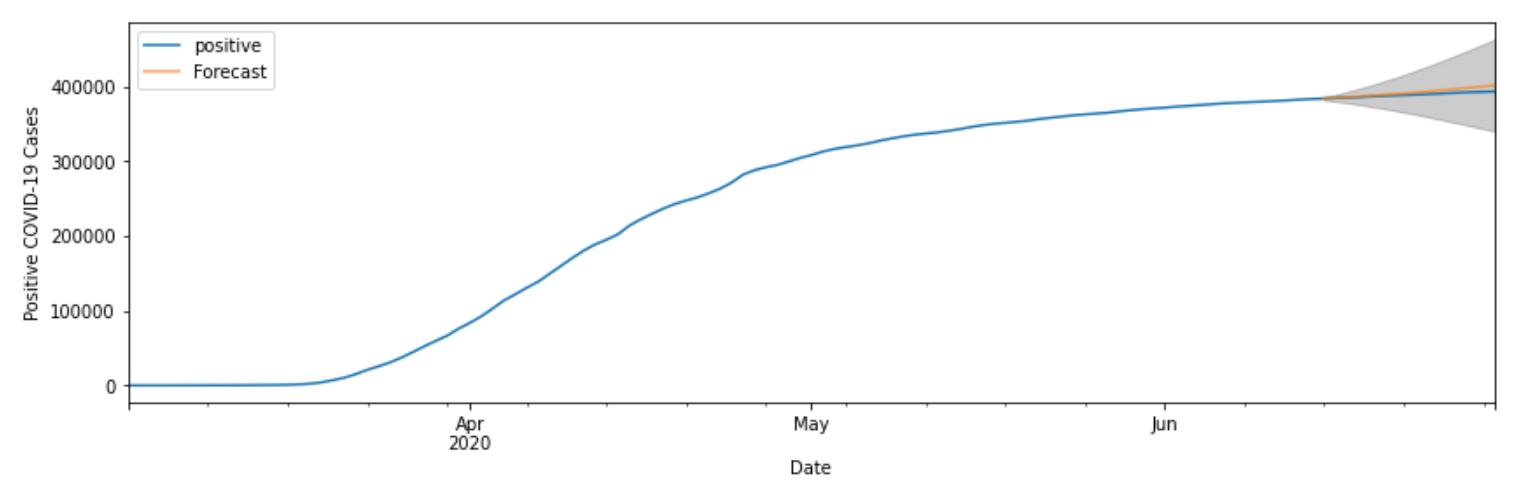 positive
Forecast
400000
300000
200000
100000
0
Positive COVID-19 Cases
Apr
2020
May
Jun
Date